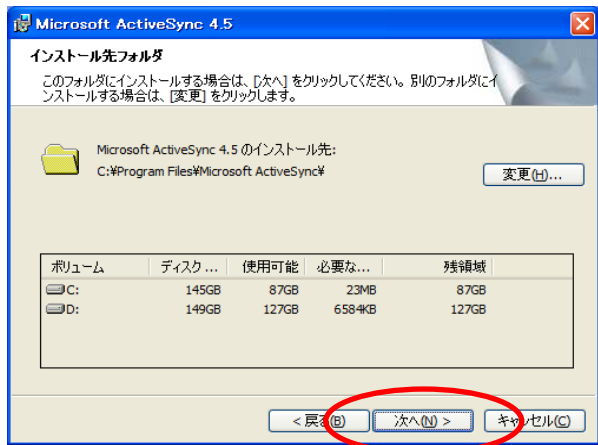 Microsoft ActiveSync 4.5
インストール先フォルダ
このフォルダにインストールする場合は、[次へ] をクリックしてください。別のフォルダにイ
ンストールする場合は、[変更] をクリックします。
Microsoft ActiveSync 4.5 のインストール先:
C:¥Program Files¥Microsoft ActiveSync¥
変更(H)...
ボリューム ディスク ... 使用可能 必要な... 残領域
C: 145GB 87GB 23MB 87GB
D: 149GB 127GB 6584KB 127GB
< 戻る(B) 次へ(N) > キャンセル(C)